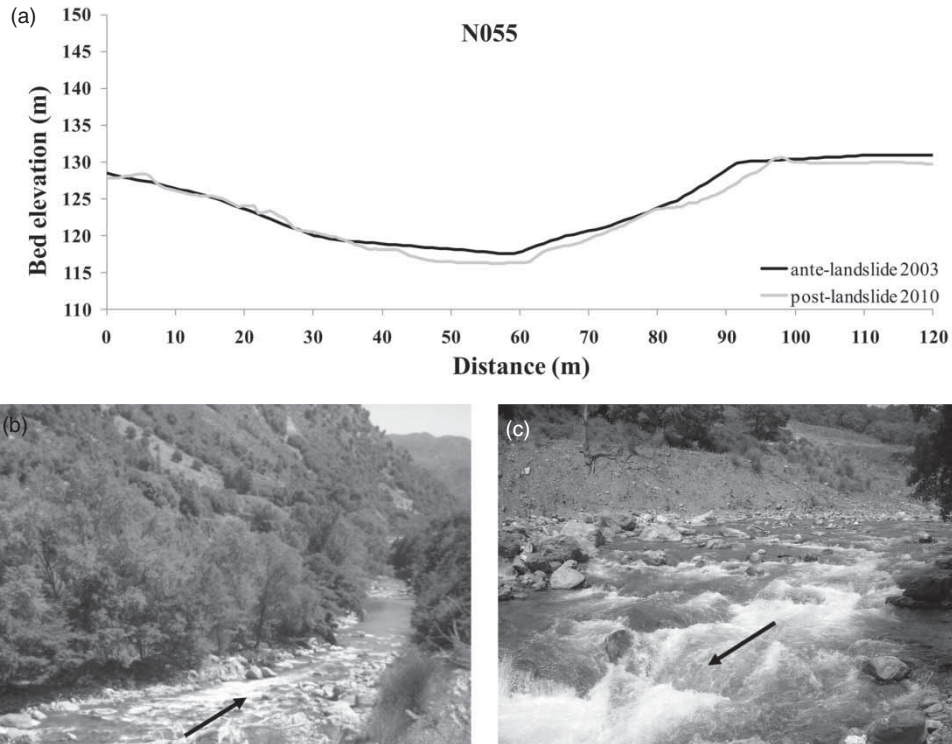 (a)
N055
Bed elevation (m)
150
145
140
135
130
125
120
115
110
0 10 20 30 40 50 60 70 80 90 100 110 120
Distance (m)
ante-landslide 2003
post-landslide 2010
(b)
(c)